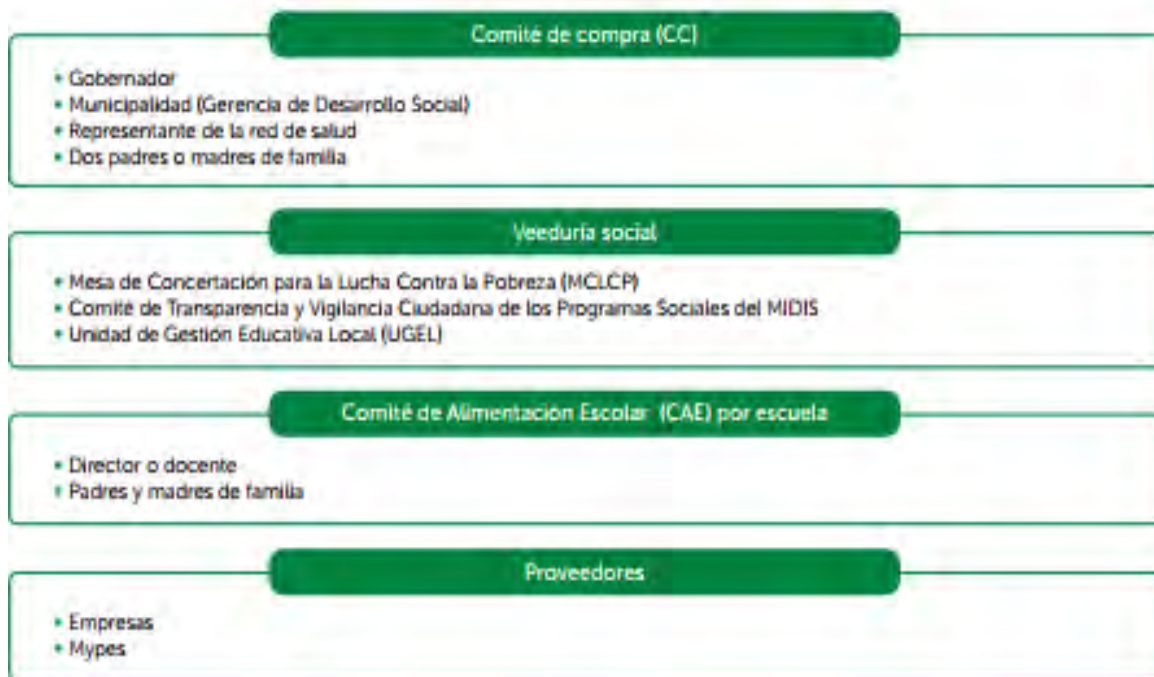 Comité de compra (CC)
• Gobernador
• Municipalidad (Gerencia de Desarrollo Social)
• Representante de la red de salud
• Dos padres o madres de familia
Veeduría social
• Mesa de Concertación para la Lucha Contra la Pobreza (MCLCP)
• Comité de Transparencia y Vigilancia Ciudadana de los Programas Sociales del MIDIS
• Unidad de Gestión Educativa Local (UGEL)
Comité de Alimentación Escolar (CAE) por escuela
• Director o docente
• Padres y madres de familia
Proveedores
• Empresas
• Mypes